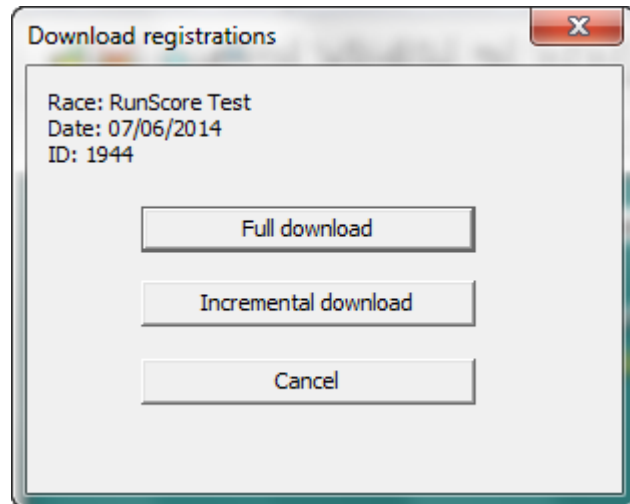 Download registrations
Race: RunScore Test
Date: 07/06/2014
ID: 1944
Full download
Incremental download
Cancel